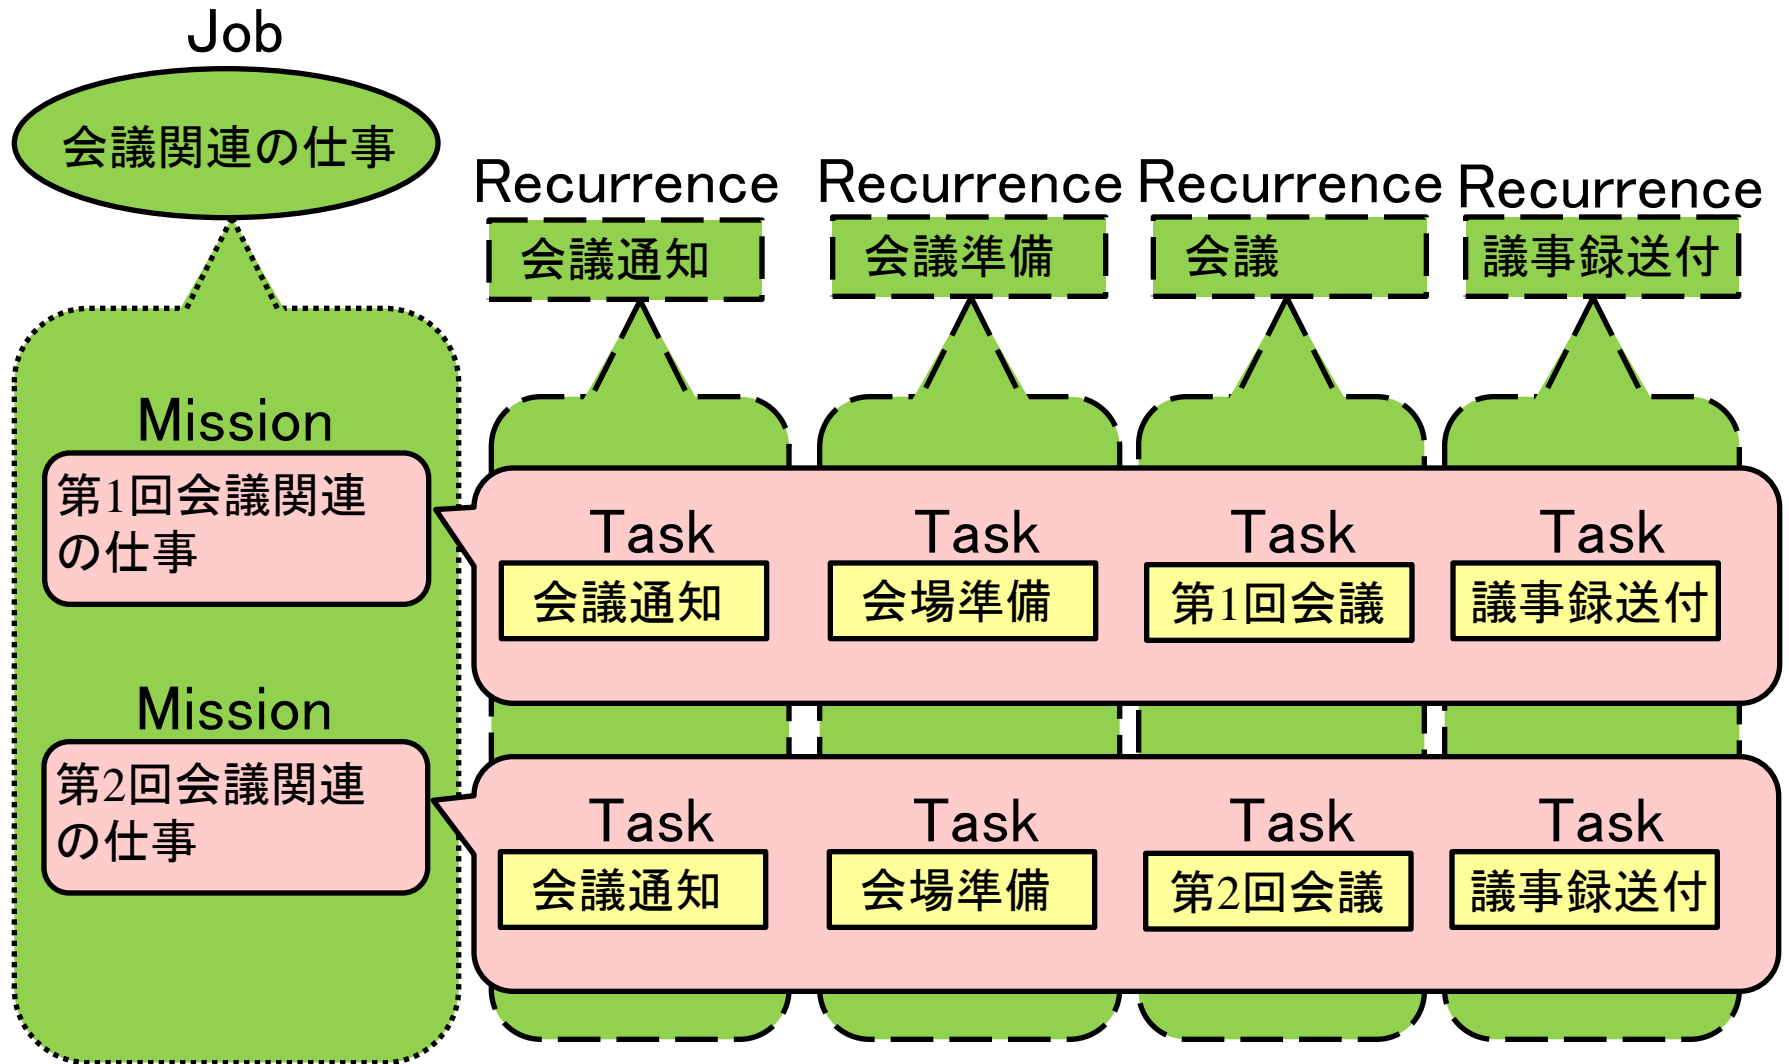 Job
会議関連の仕事
Recurrence
Recurrence
Recurrence
Recurrence
会議通知
会議準備
会議
議事録送付
Mission
第1回会議関連
の仕事
Task
Task
Task
Task
会議通知
会場準備
第1回会議
議事録送付
Mission
第2回会議関連
の仕事
Task
Task
Task
Task
会議通知
会場準備
第2回会議
議事録送付